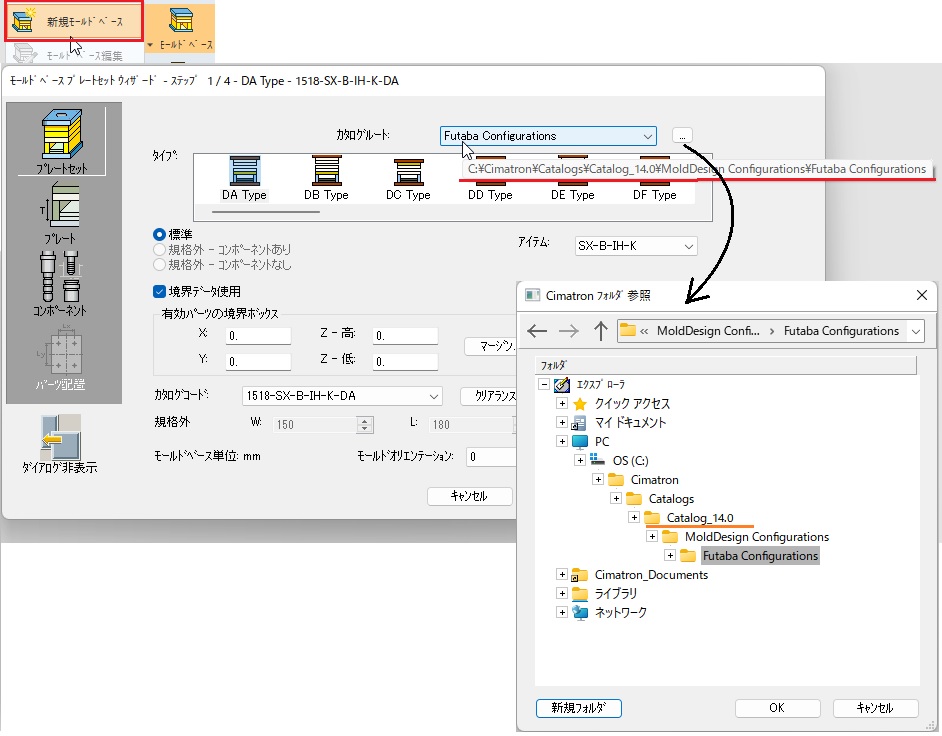 新規モールドベース
モールドベース編集
モールドベース
モールドベース プレートセット ウィザード - ステップ 1 / 4 - DA Type - 1518-SX-B-IH-K-DA
プレートセット
プレート
コンポーネント
パーツ配置
ダイアログ非表示
カタログルート:
Futaba Configurations
...
タイプ:
C:¥Cimatron¥Catalogs¥Catalog_14.0¥MoldDesign Configurations¥Futaba Configurations
DA Type
DB Type
DC Type
DD Type
DE Type
DF Type
標準
規格外 - コンポーネントあり
規格外 - コンポーネントなし
アイテム:
SX-B-IH-K
境界データ使用
有効パーツの境界ボックス
X:
0.
Z - 高:
0.
Y:
0.
Z - 低:
0.
マージン.
カタログコード:
1518-SX-B-IH-K-DA
クリアランス
規格外
W:
150
L:
180
モールドベース単位: mm
モールドオリエンテーション:
0
キャンセル
Cimatron フォルダ 参照
« MoldDesign Confi... › Futaba Configurations
フォルダ
エクスプローラ
クイック アクセス
マイ ドキュメント
PC
OS (C:)
Cimatron
Catalogs
Catalog_14.0
MoldDesign Configurations
Futaba Configurations
Cimatron_Documents
ライブラリ
ネットワーク
新規フォルダ
OK
キャンセル